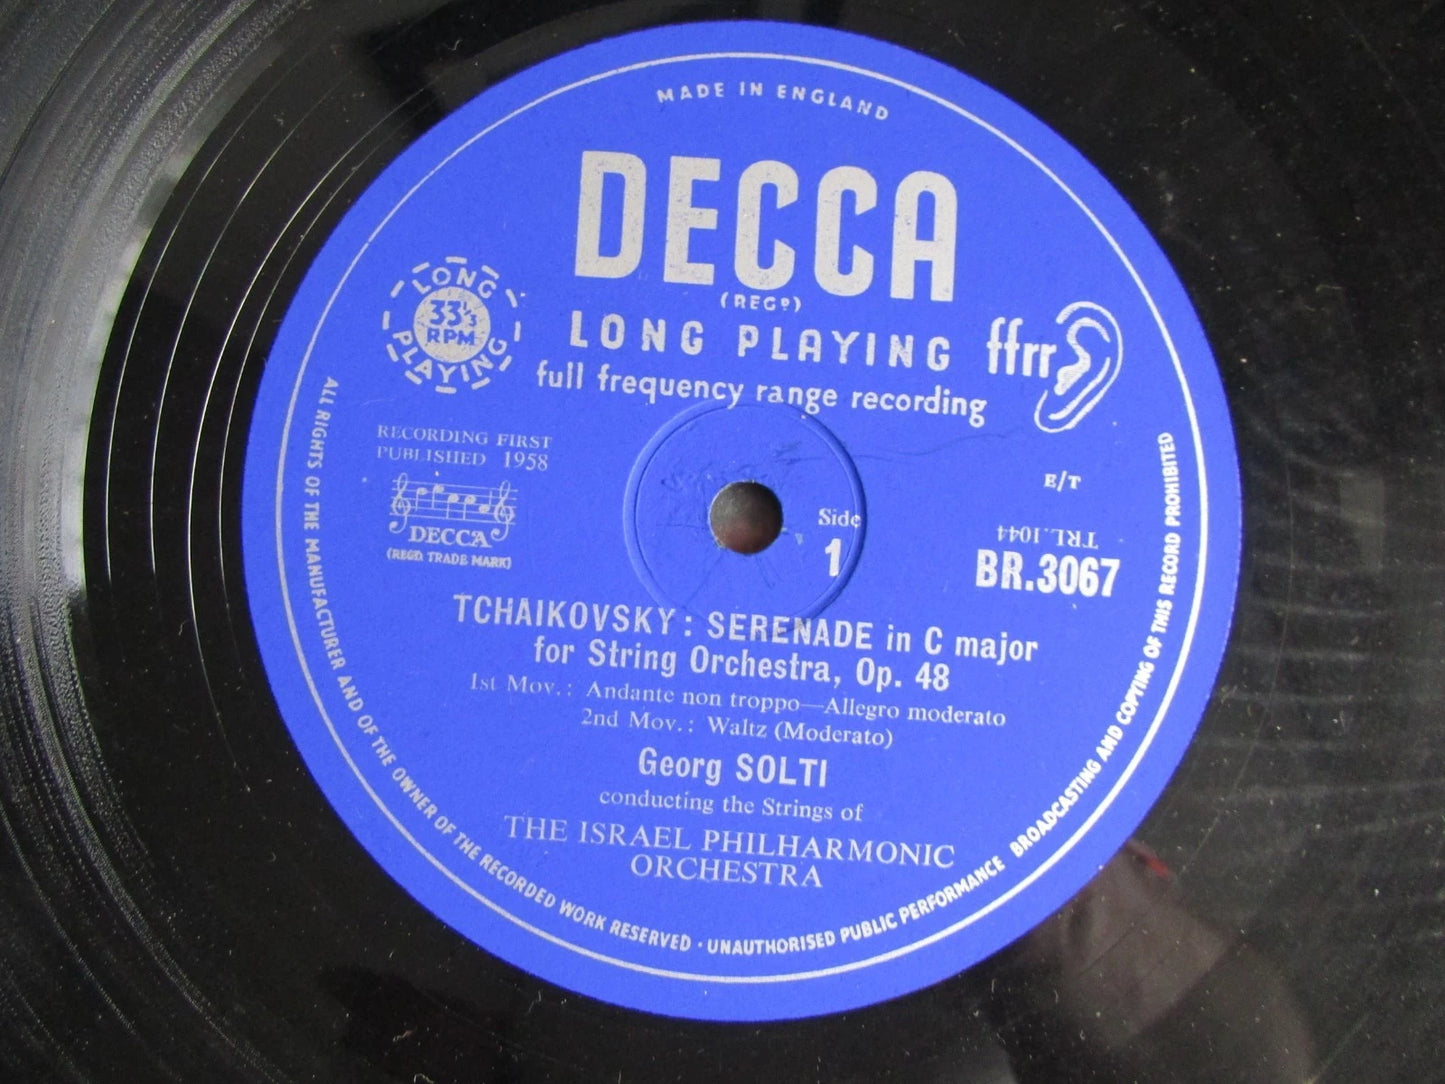 MADE IN ENGLAND
DECCA
(REGD)
LONG PLAYING
33⅓
RPM
LONG PLAYING
ffrr
full frequency range recording
RECORDING FIRST
PUBLISHED 1958
DECCA
(REGD. TRADE MARK)
E/T
Side
1
TRL.1044
BR.3067
TCHAIKOVSKY: SERENADE in C major
for String Orchestra, Op. 48
1st Mov.: Andante non troppo—Allegro moderato
2nd Mov.: Waltz (Moderato)
Georg SOLTI
conducting the Strings of
THE ISRAEL PHILHARMONIC
ORCHESTRA
ALL RIGHTS OF THE MANUFACTURER AND OF THE OWNER OF THE RECORDED WORK RESERVED · UNAUTHORISED PUBLIC PERFORMANCE BROADCASTING AND COPYING OF THIS RECORD PROHIBITED